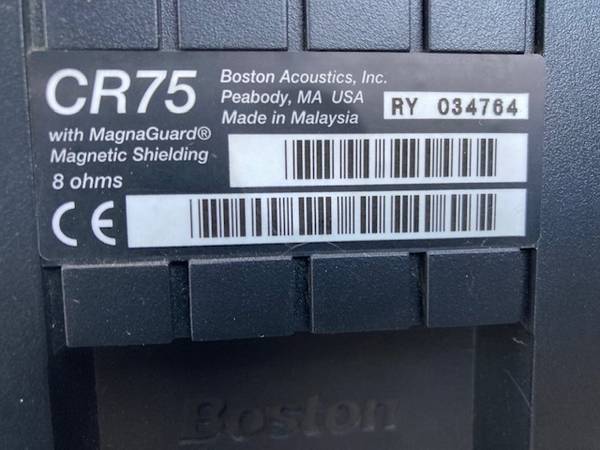 CR75
with MagnaGuard®
Magnetic Shielding
8 ohms
CE
Boston Acoustics, Inc.
Peabody, MA USA
Made in Malaysia
RY 034764
Boston